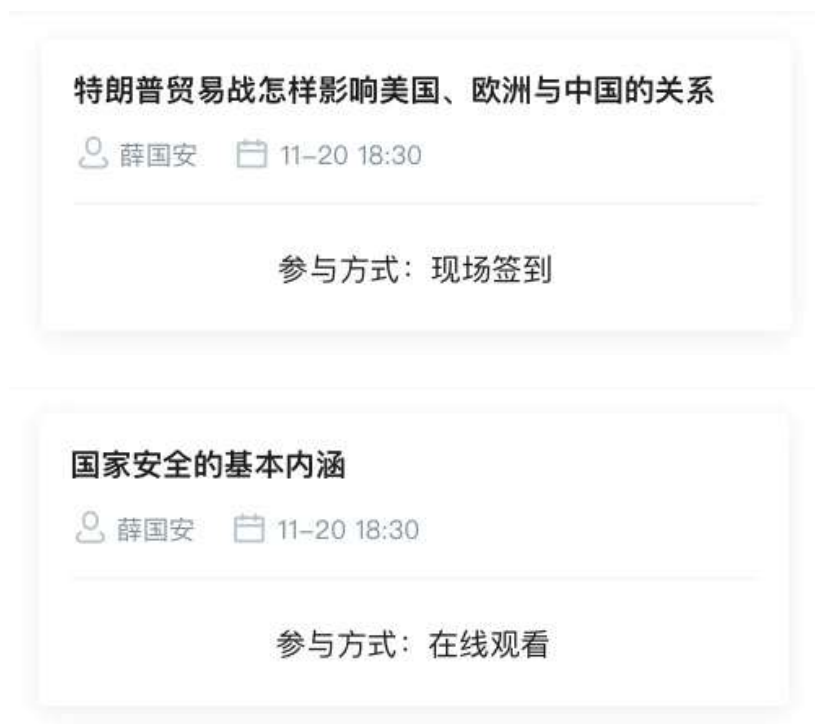 特朗普贸易战怎样影响美国、欧洲与中国的关系
薛国安 11-20 18:30
参与方式：现场签到
国家安全的基本内涵
薛国安 11-20 18:30
参与方式：在线观看